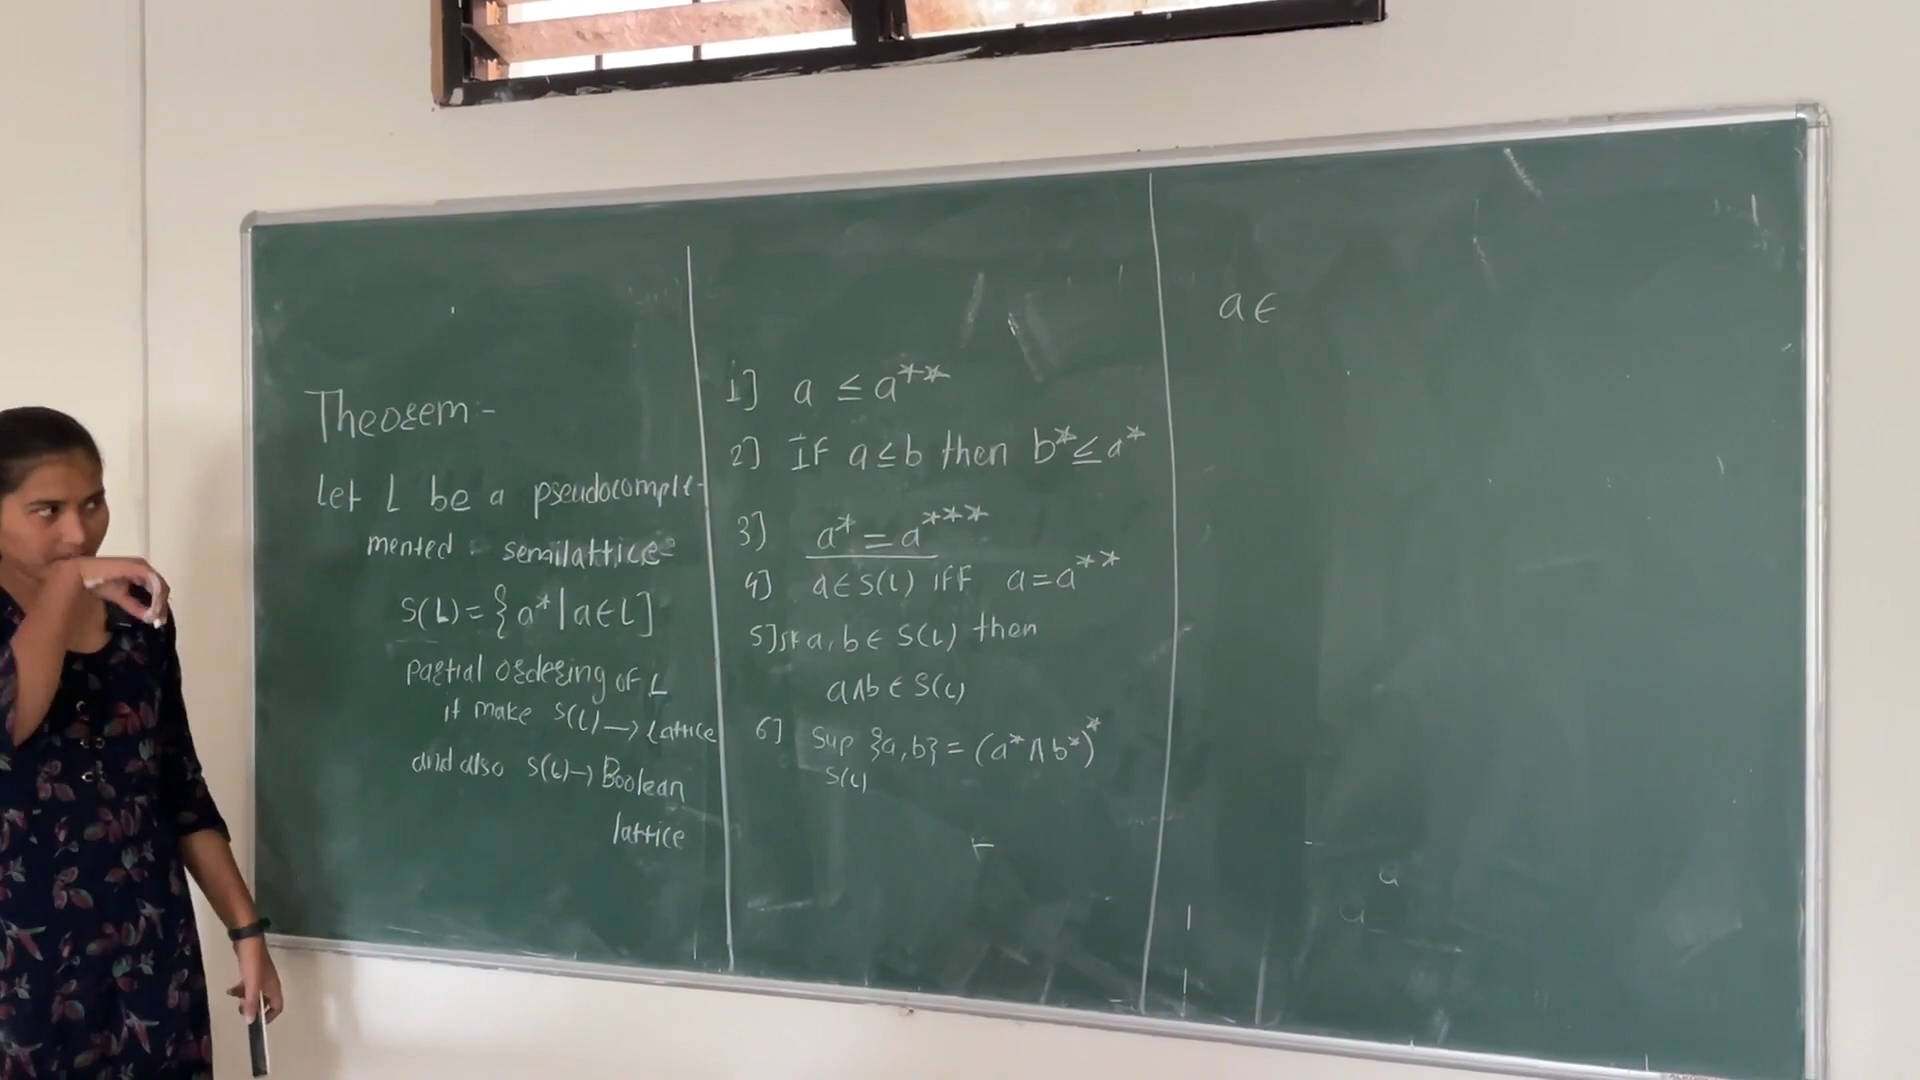 Theorem:-
Let L be a pseudocomple-
mented semilattice
S(L) = {a* | a ∈ L]
partial ordering of L
it make S(L) → lattice
and also S(L) → Boolean
lattice
1] a ≤ a**
2] If a ≤ b then b* ≤ a*
3] a* = a***
4] a ∈ S(L) iff a = a**
5] If a, b ∈ S(L) then
a∧b ∈ S(L)
6] Sup {a, b} = (a* ∧ b*)*
S(L)
a ∈
a
a